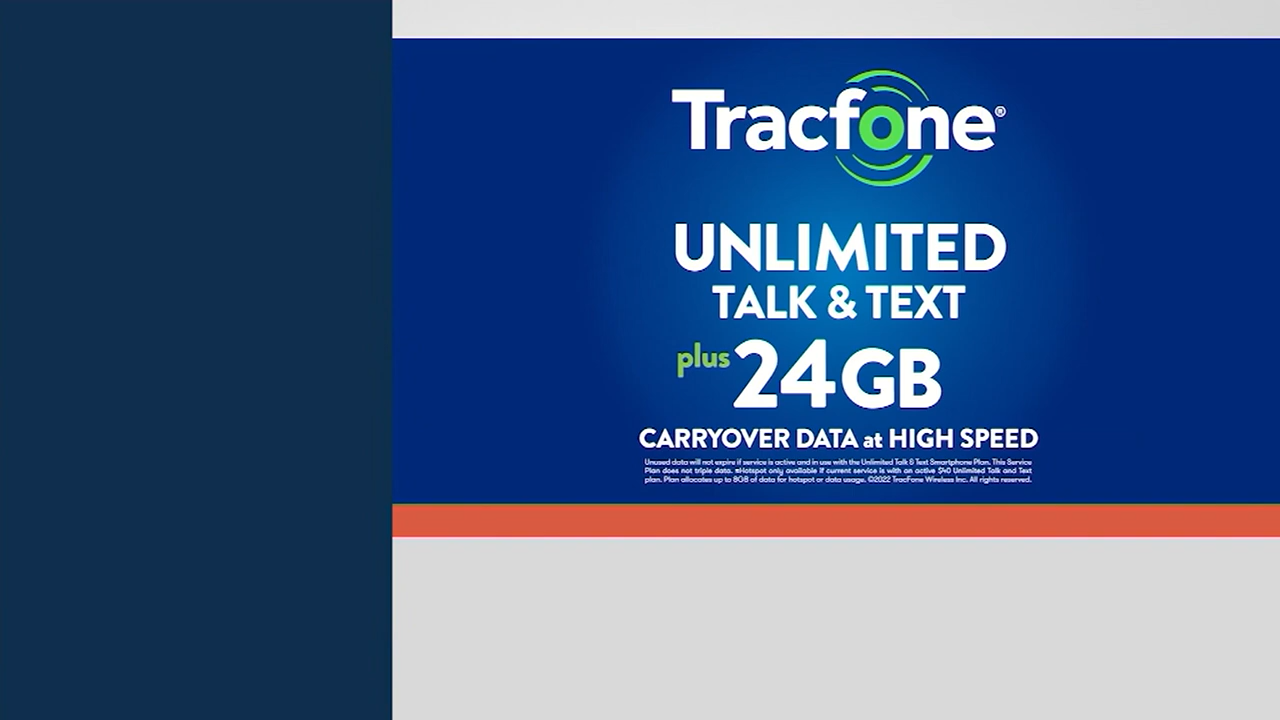 Tracfone®
UNLIMITED
TALK & TEXT
plus 24GB
CARRYOVER DATA at HIGH SPEED
Unused data will not expire if service is active and in use with the Unlimited Talk & Text Smartphone Plan. This Service
Plan does not triple data. Hotspot only available if current service is with an active $40 Unlimited Talk and Text
plan. Plan allocates up to 8GB of data for hotspot or data usage. ©2022 TracFone Wireless Inc. All rights reserved.